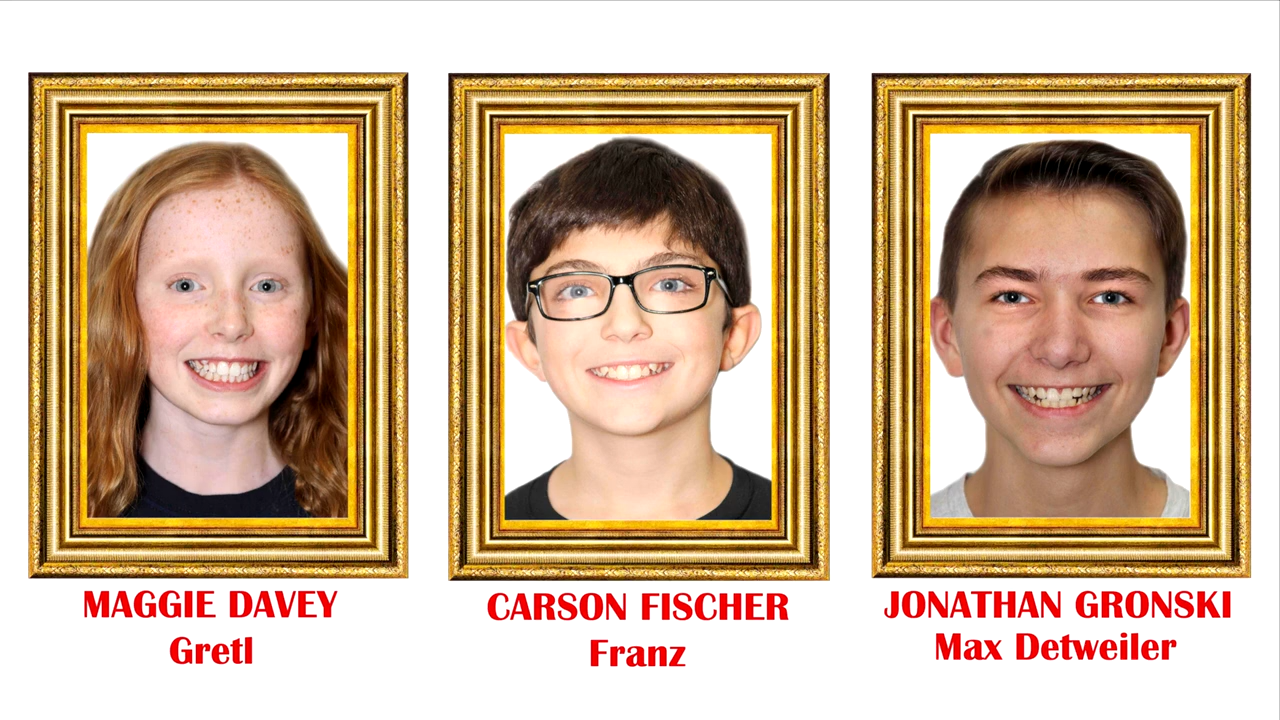 MAGGIE DAVEY
Gretl
CARSON FISCHER
Franz
JONATHAN GRONSKI
Max Detweiler